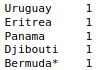 Uruguay 1
Eritrea 1
Panama 1
Djibouti 1
Bermuda* 1